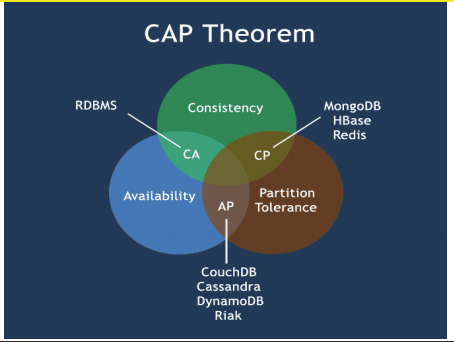 CAP Theorem
Consistency
RDBMS
MongoDB
HBase
Redis
CA
CP
Availability
Partition
Tolerance
AP
CouchDB
Cassandra
DynamoDB
Riak